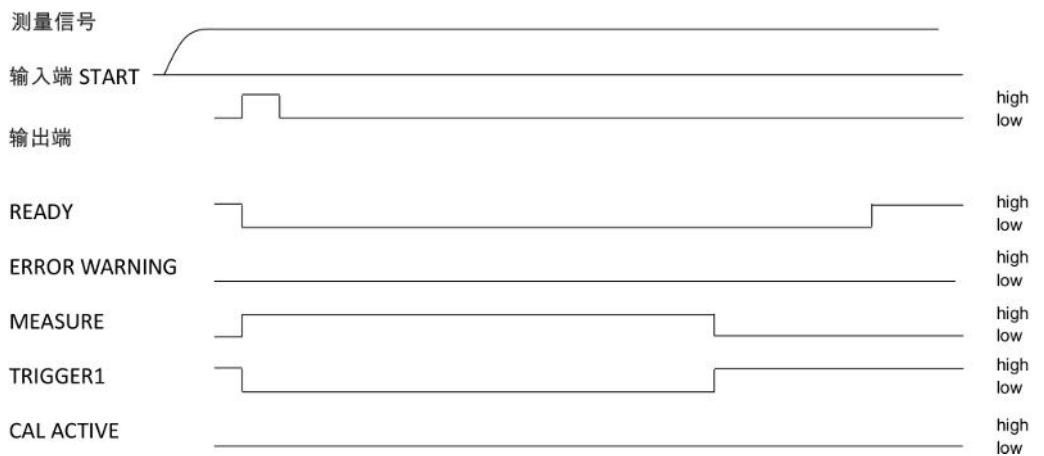 测量信号
输入端 START
high
low
输出端
READY
high
low
ERROR WARNING
high
low
MEASURE
high
low
TRIGGER1
high
low
CAL ACTIVE
high
low